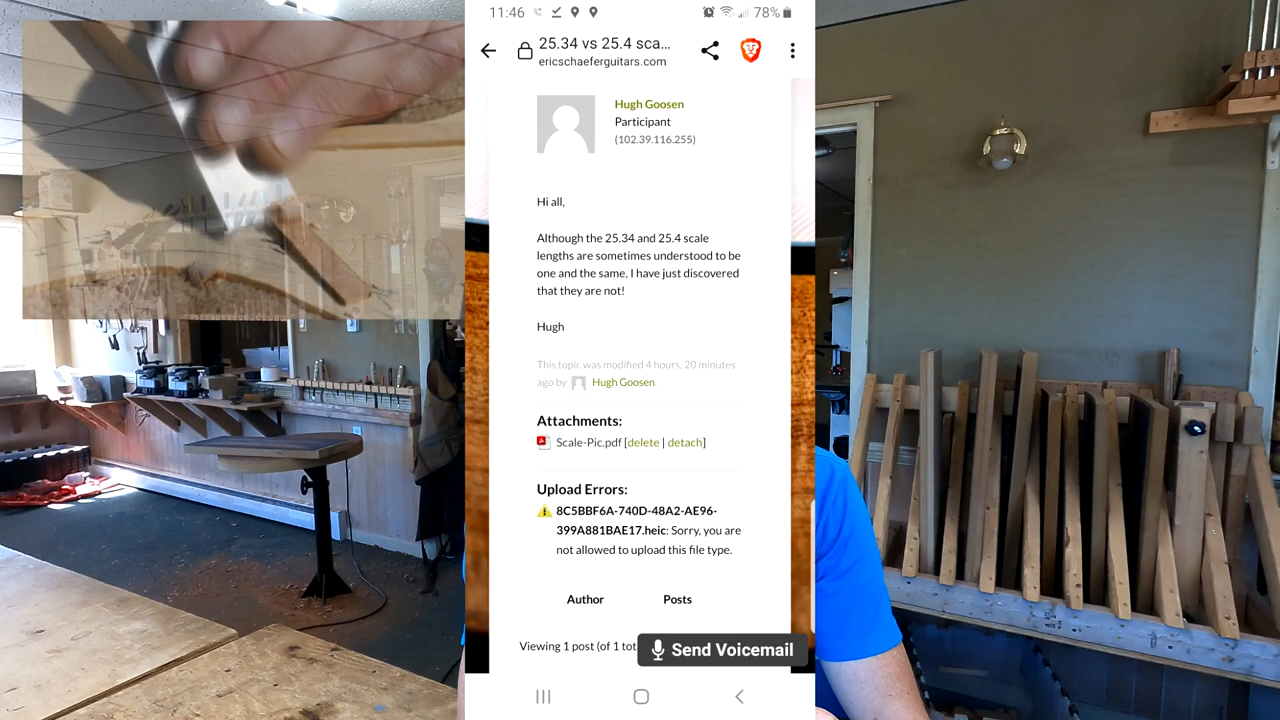 11:46
78%
25.34 vs 25.4 sca...
ericschaeferguitars.com
Hugh Goosen
Participant
(102.39.116.255)
Hi all,
Although the 25.34 and 25.4 scale
lengths are sometimes understood to be
one and the same, I have just discovered
that they are not!
Hugh
This topic was modified 4 hours, 20 minutes
ago by Hugh Goosen.
Attachments:
Scale-Pic.pdf [delete | detach]
Upload Errors:
8C5BBF6A-740D-48A2-AE96-
399A881BAE17.heic: Sorry, you are
not allowed to upload this file type.
Author Posts
Viewing 1 post (of 1 tot
Send Voicemail